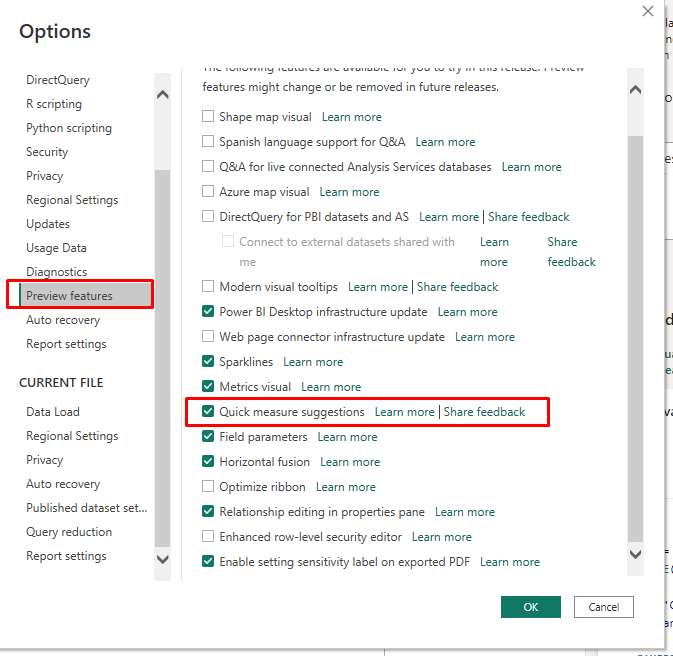 Options
DirectQuery
R scripting
Python scripting
Security
Privacy
Regional Settings
Updates
Usage Data
Diagnostics
Preview features
Auto recovery
Report settings
CURRENT FILE
Data Load
Regional Settings
Privacy
Auto recovery
Published dataset set...
Query reduction
Report settings
The following features are available for you to try in this release. Preview
features might change or be removed in future releases.
Shape map visual Learn more
Spanish language support for Q&A Learn more
Q&A for live connected Analysis Services databases Learn more
Azure map visual Learn more
DirectQuery for PBI datasets and AS Learn more | Share feedback
Connect to external datasets shared with Learn Share
me more feedback
Modern visual tooltips Learn more | Share feedback
Power BI Desktop infrastructure update Learn more
Web page connector infrastructure update Learn more
Sparklines Learn more
Metrics visual Learn more
Quick measure suggestions Learn more | Share feedback
Field parameters Learn more
Horizontal fusion Learn more
Optimize ribbon Learn more
Relationship editing in properties pane Learn more
Enhanced row-level security editor Learn more
Enable setting sensitivity label on exported PDF Learn more
OK Cancel